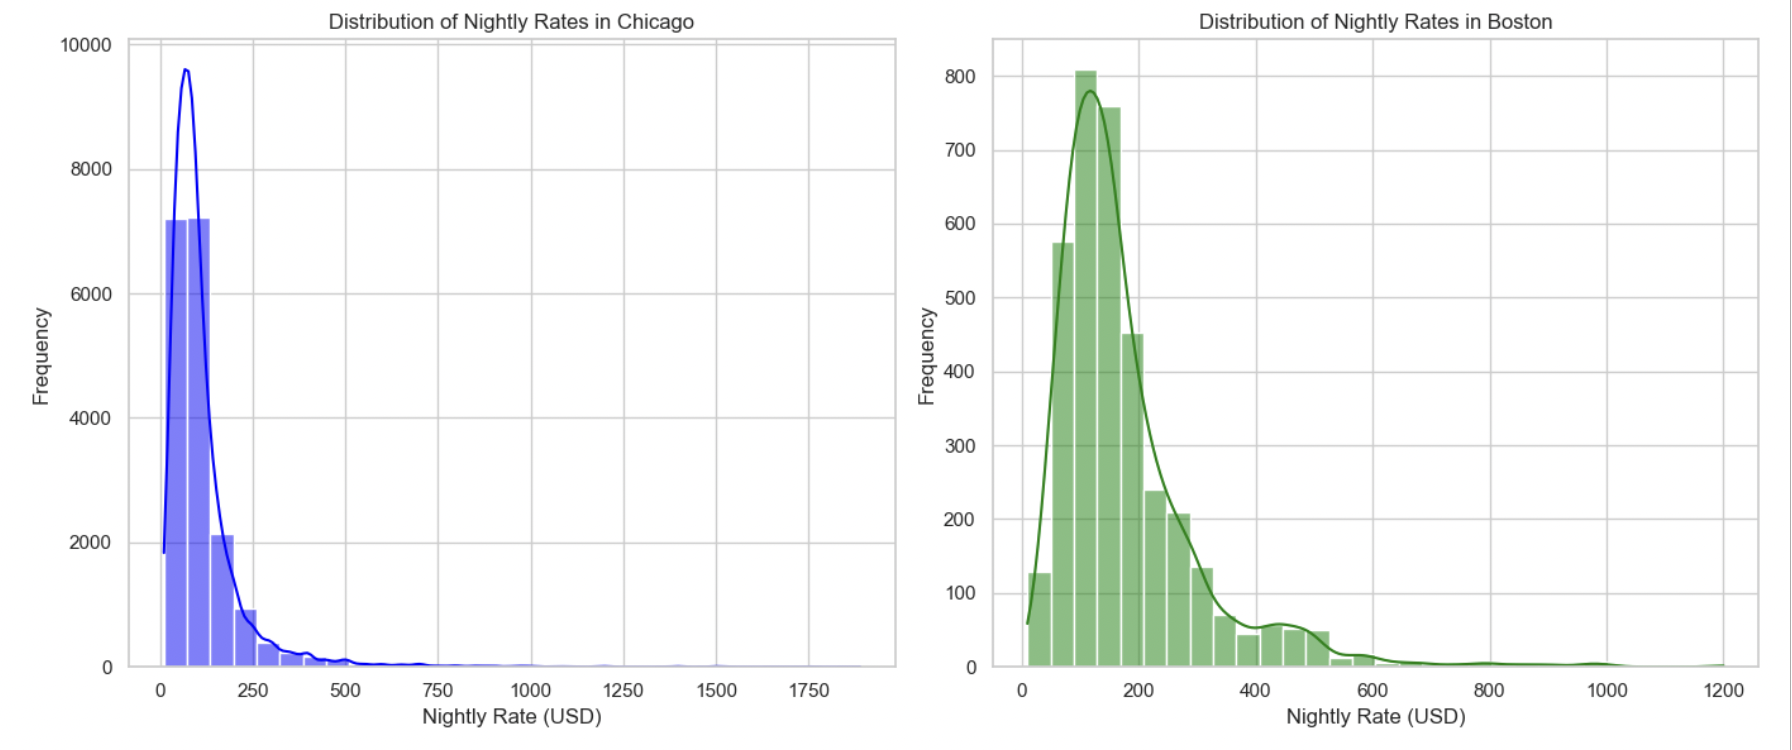 Distribution of Nightly Rates in Chicago
10000
8000
6000
4000
2000
0
Frequency
0 250 500 750 1000 1250 1500 1750
Nightly Rate (USD)
Distribution of Nightly Rates in Boston
800
700
600
500
400
300
200
100
0
Frequency
0 200 400 600 800 1000 1200
Nightly Rate (USD)